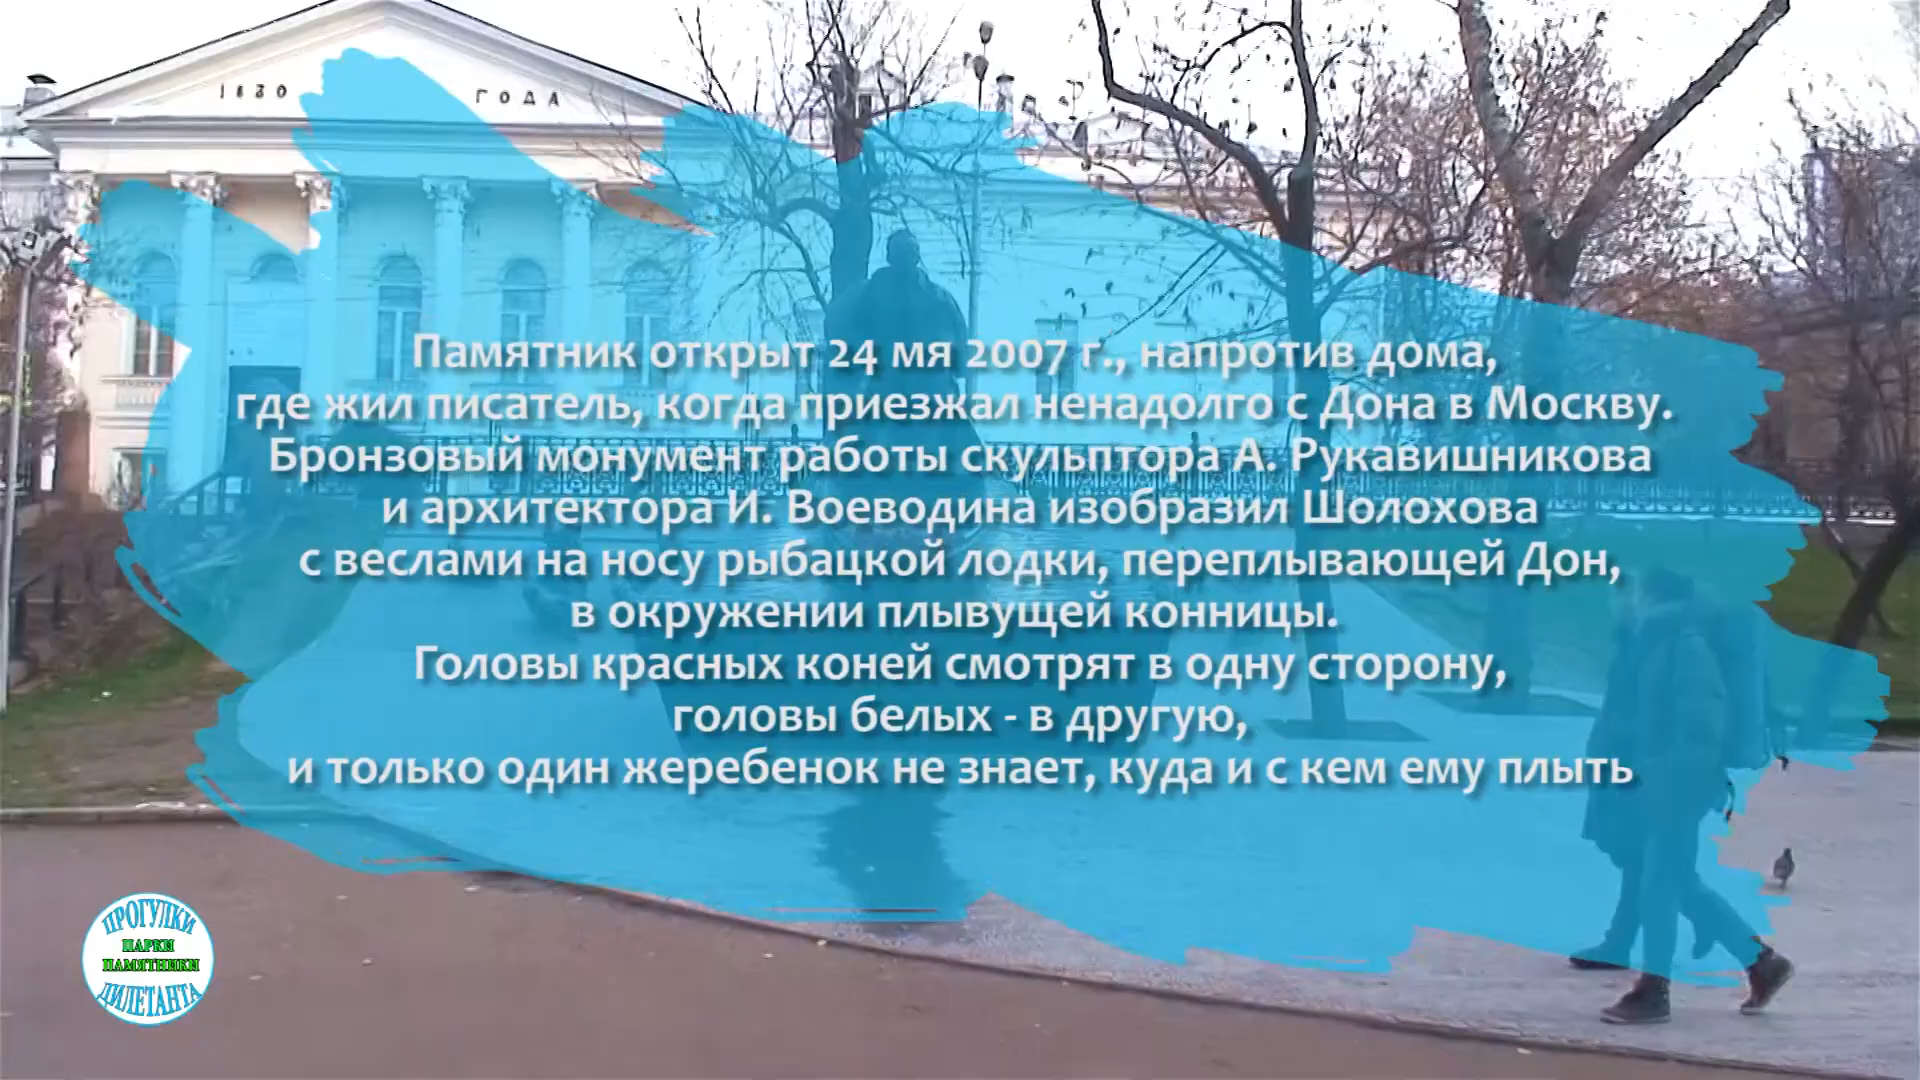 1830 ГОДА
Памятник открыт 24 мя 2007 г., напротив дома,
где жил писатель, когда приезжал ненадолго с Дона в Москву.
Бронзовый монумент работы скульптора А. Рукавишникова
и архитектора И. Воеводина изобразил Шолохова
с веслами на носу рыбацкой лодки, переплывающей Дон,
в окружении плывущей конницы.
Головы красных коней смотрят в одну сторону,
головы белых - в другую,
и только один жеребенок не знает, куда и с кем ему плыть
ПРОГУЛКИ
ПАРКИ
ПАМЯТНИКИ
ДИЛЕТАНТА